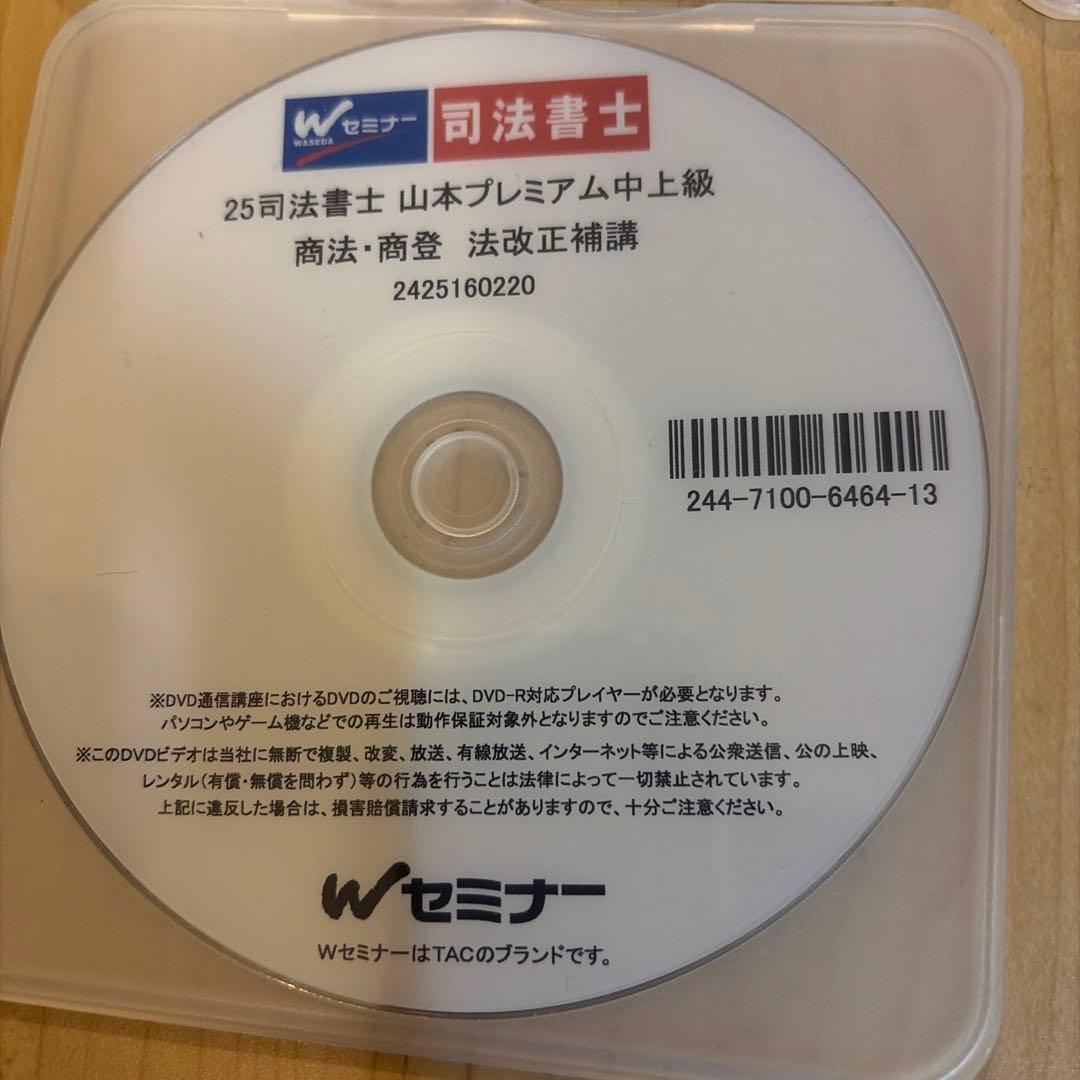 Wセミナー 司法書士
WASEDA
25司法書士 山本プレミアム中上級
商法・商登 法改正補講
2425160220
244-7100-6464-13
※DVD通信講座におけるDVDのご視聴には、DVD-R対応プレイヤーが必要となります。
パソコンやゲーム機などでの再生は動作保証対象外となりますのでご注意ください。
※このDVDビデオは当社に無断で複製、改変、放送、有線放送、インターネット等による公衆送信、公の上映、
レンタル(有償・無償を問わず)等の行為を行うことは法律によって一切禁止されています。
上記に違反した場合は、損害賠償請求することがありますので、十分ご注意ください。
Wセミナー
WセミナーはTACのブランドです。